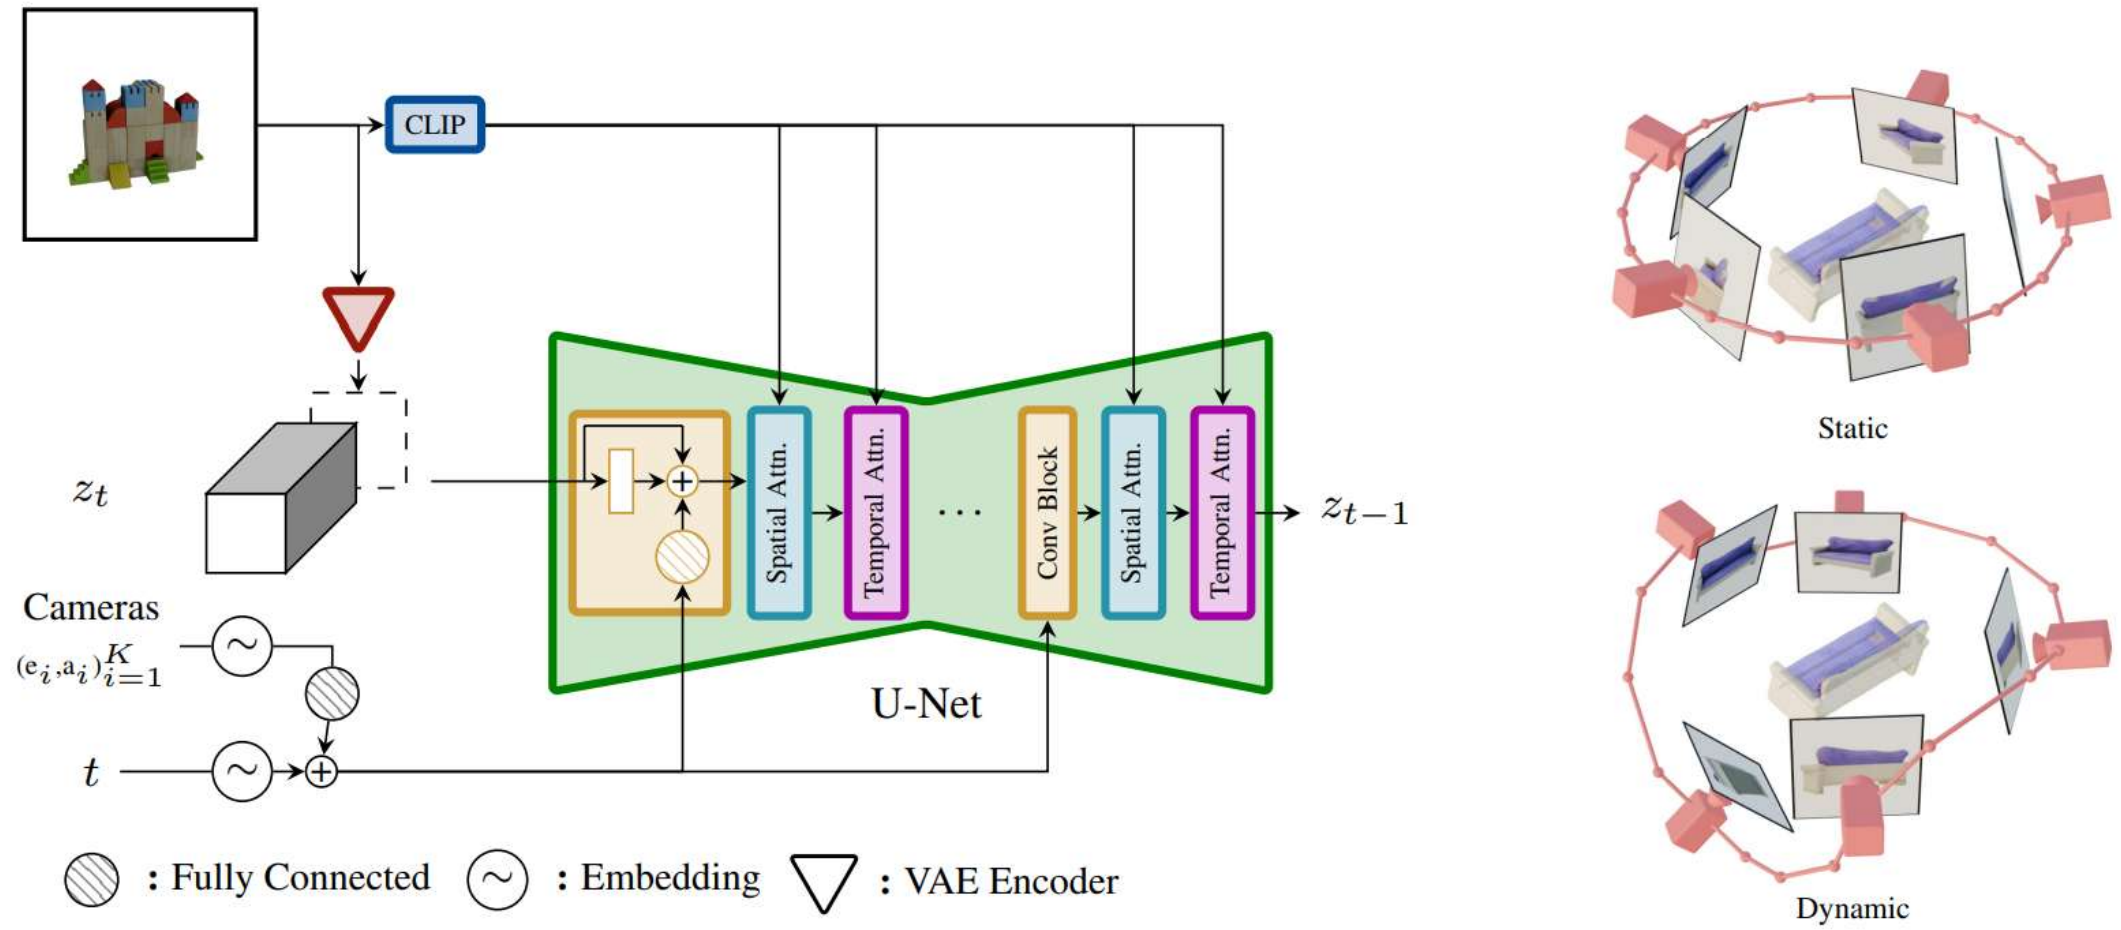 CLIP
z_t
Cameras
(e_i,a_i)^K_{i=1}
t
Spatial Attn.
Temporal Attn.
...
Conv Block
Spatial Attn.
Temporal Attn.
z_{t-1}
U-Net
: Fully Connected
: Embedding
: VAE Encoder
Static
Dynamic